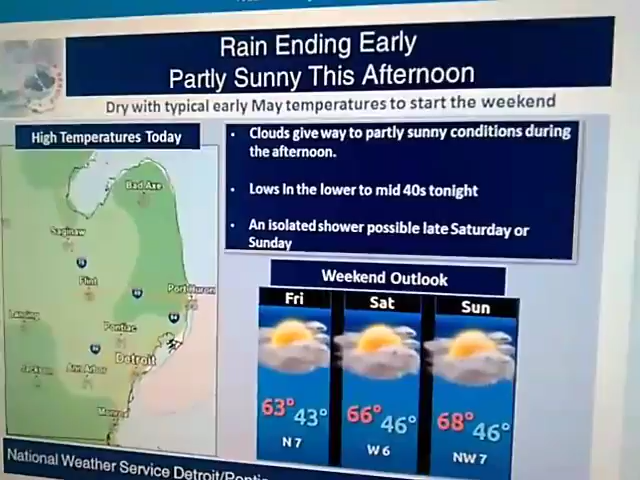 Rain Ending Early
Partly Sunny This Afternoon
Dry with typical early May temperatures to start the weekend
High Temperatures Today
Bad Axe
Saginaw
Flint
Port Huron
Lansing
Pontiac
Detroit
Jackson
Ann Arbor
Monroe
• Clouds give way to partly sunny conditions during
the afternoon.
• Lows in the lower to mid 40s tonight
• An isolated shower possible late Saturday or
Sunday
Weekend Outlook
Fri Sat Sun
63° 43° 66° 46° 68° 46°
N 7 W 6 NW 7
National Weather Service Detroit/Pontiac